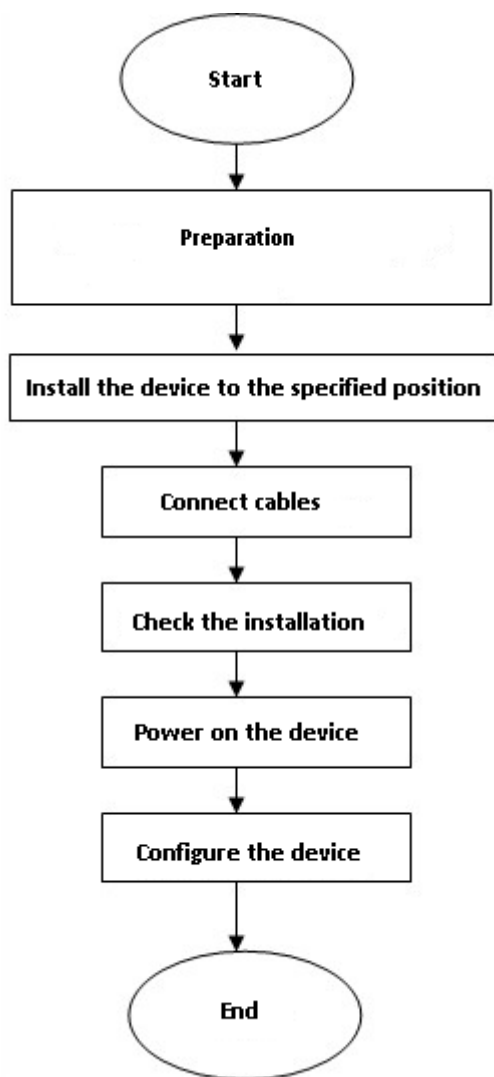 Start
Preparation
Install the device to the specified position
Connect cables
Check the installation
Power on the device
Configure the device
End